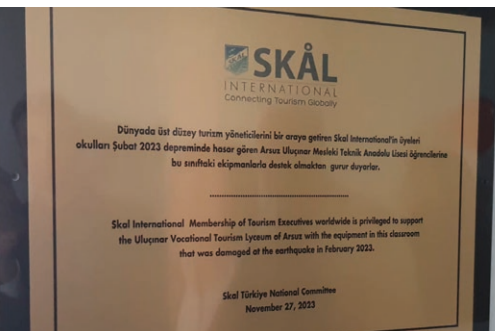 SKÅL
INTERNATIONAL
Connecting Tourism Globally
Dünyada üst düzey turizm yöneticilerini bir araya getiren Skal International'in üyeleri
okulları Şubat 2023 depreminde hasar gören Arsuz Uluçınar Mesleki Teknik Anadolu Lisesi öğrencilerine
bu sınıftaki ekipmanlarla destek olmaktan gurur duyarlar.
Skal International Membership of Tourism Executives worldwide is privileged to support
the Uluçınar Vocational Tourism Lyceum of Arsuz with the equipment in this classroom
that was damaged at the earthquake in February 2023.
Skal Türkiye National Committee
November 27, 2023